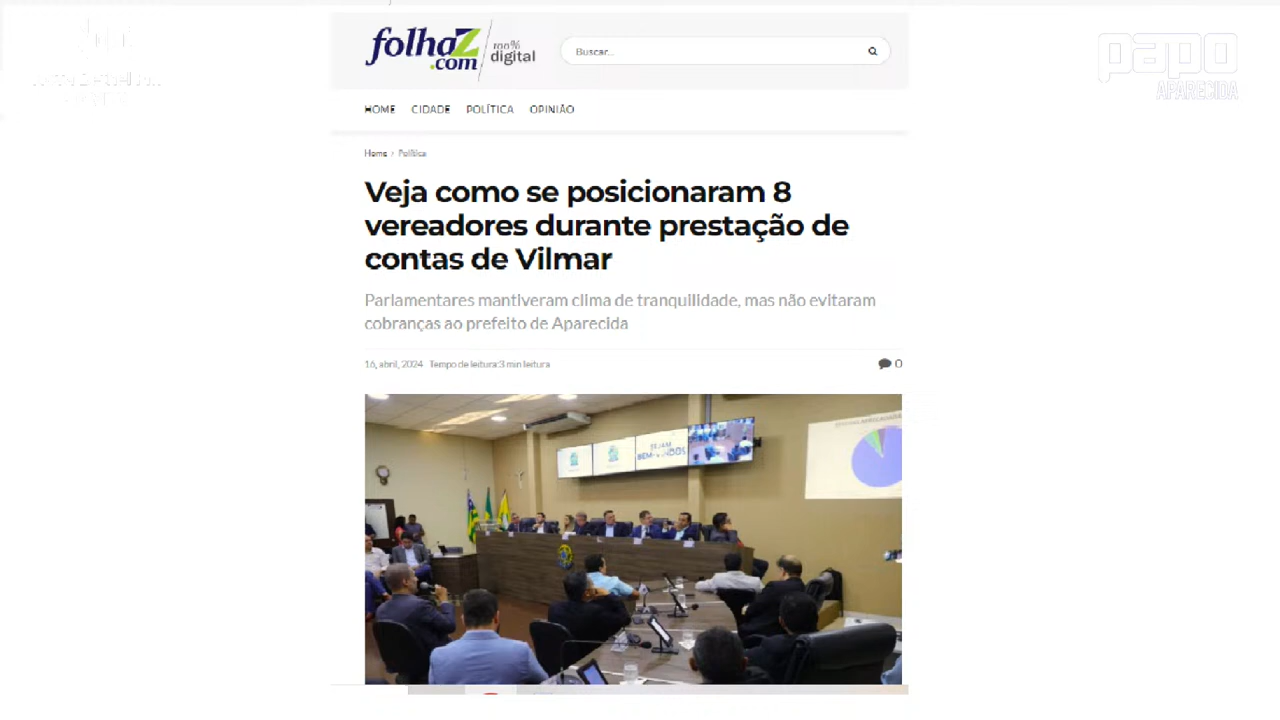 folhaZ
.com
100%
digital
Buscar...
papo
APARECIDA
HOME CIDADE POLÍTICA OPINIÃO
Home › Política
Veja como se posicionaram 8
vereadores durante prestação de
contas de Vilmar
Parlamentares mantiveram clima de tranquilidade, mas não evitaram
cobranças ao prefeito de Aparecida
16, abril, 2024 Tempo de leitura:3 min leitura
0